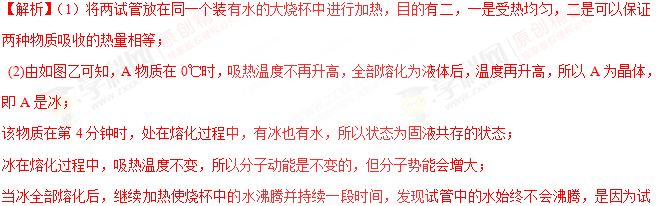 【解析】（1）将两试管放在同一个装有水的大烧杯中进行加热，目的有二，一是受热均匀，二是可以保证
两种物质吸收的热量相等；
(2)由如图乙可知，A 物质在 0℃时，吸热温度不再升高，全部熔化为液体后，温度再升高，所以 A 为晶体，
即 A 是冰；
该物质在第 4 分钟时，处在熔化过程中，有冰也有水，所以状态为固液共存的状态；
冰在熔化过程中，吸热温度不变，所以分子动能是不变的，但分子势能会增大；
当冰全部熔化后，继续加热使烧杯中的水沸腾并持续一段时间，发现试管中的水始终不会沸腾，是因为试